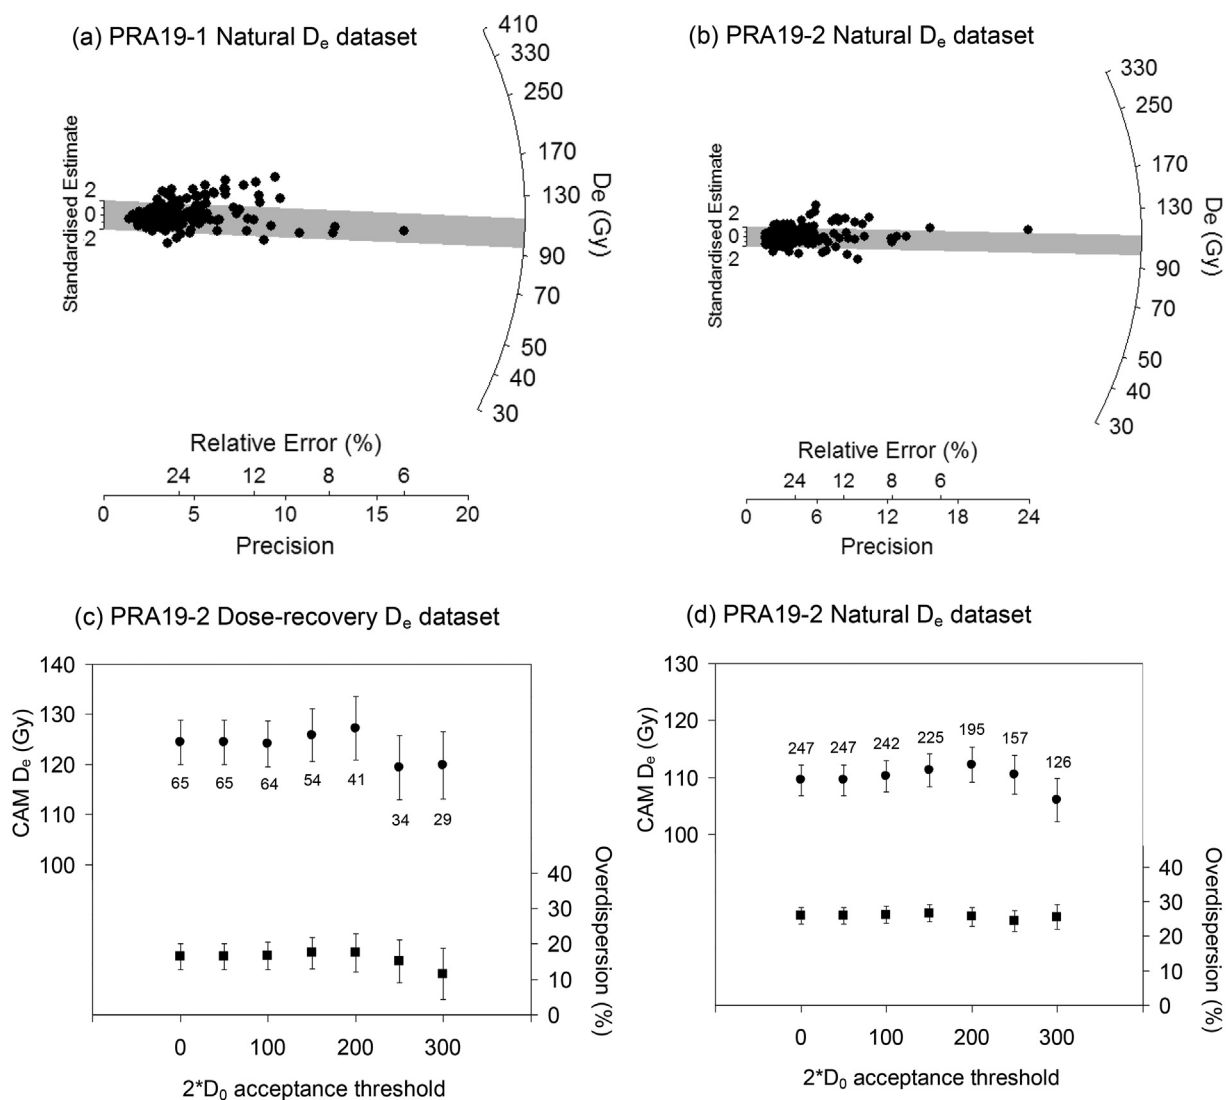 (a) PRA19-1 Natural De dataset
410
330
250
170
130
90
70
50
40
30
De (Gy)
Standardised Estimate
2
0
2
Relative Error (%)
24 12 8 6
0 5 10 15 20
Precision
(b) PRA19-2 Natural De dataset
330
250
170
130
90
70
50
40
30
De (Gy)
Standardised Estimate
2
0
2
Relative Error (%)
24 12 8 6
0 6 12 18 24
Precision
(c) PRA19-2 Dose-recovery De dataset
CAM De (Gy)
140
130
120
110
100
65 65 64 54 41 34 29
Overdispersion (%)
40
30
20
10
0
0 100 200 300
2*D0 acceptance threshold
(d) PRA19-2 Natural De dataset
CAM De (Gy)
130
120
110
100
247 247 242 225 195 157 126
Overdispersion (%)
40
30
20
10
0
0 100 200 300
2*D0 acceptance threshold